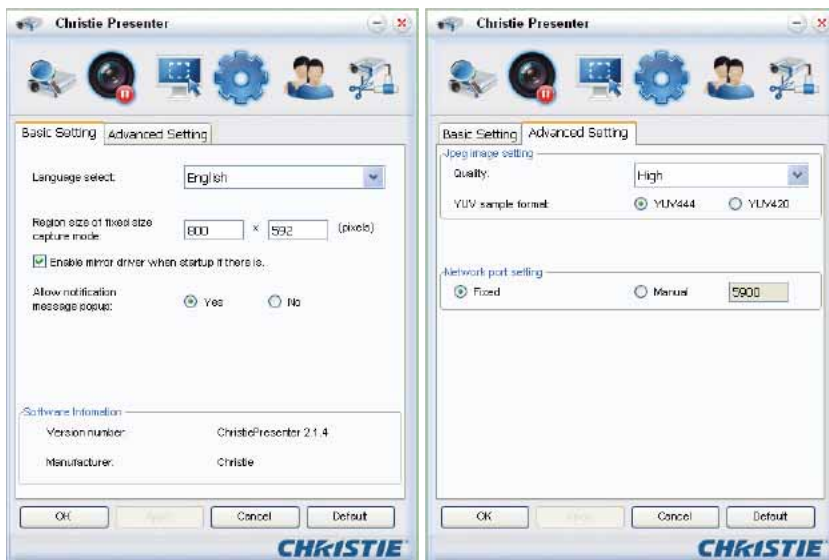 Christie Presenter
Basic Setting
Advanced Setting
Language select:
English
Region size of fixed size
capture mode:
800 x 592 (pixels)
Enable mirror driver when startup if there is.
Allow notification
message popup:
Yes
No
Software Infomation
Version number:
ChristiePresenter 2.1.4
Manufacturer:
Christie
OK
Apply
Cancel
Default
CHRISTIE
Christie Presenter
Basic Setting
Advanced Setting
Jpeg image setting
Quality:
High
YUV sample format:
YUV444
YUV420
Network port setting
Fixed
Manual
5900
OK
Apply
Cancel
Default
CHRISTIE